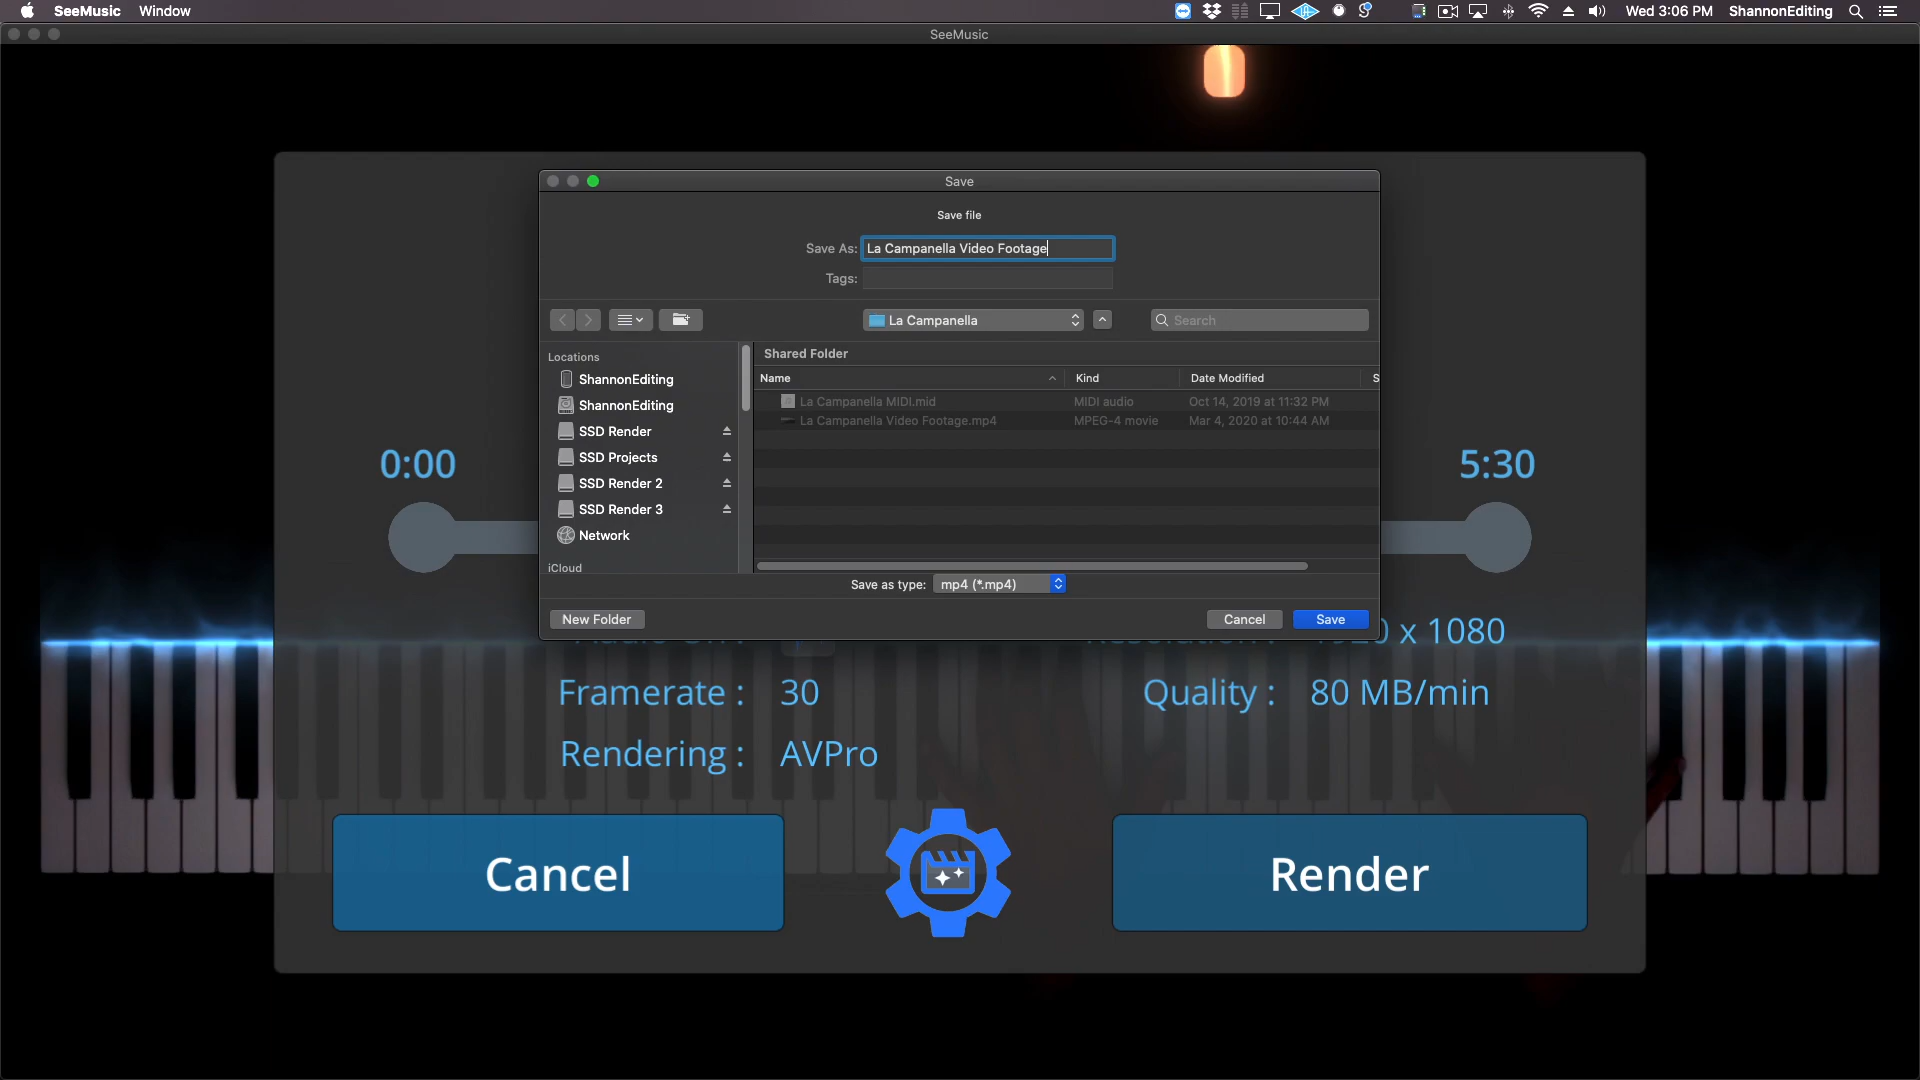 SeeMusic Window Wed 3:06 PM ShannonEditing
SeeMusic
Save
Save file
Save As: La Campanella Video Footage
Tags:
La Campanella
Search
Locations
ShannonEditing
ShannonEditing
SSD Render
SSD Projects
SSD Render 2
SSD Render 3
Network
iCloud
Shared Folder
Name Kind Date Modified S
La Campanella MIDI.mid MIDI audio Oct 14, 2019 at 11:32 PM
La Campanella Video Footage.mp4 MPEG-4 movie Mar 4, 2020 at 10:44 AM
Save as type: mp4 (*.mp4)
New Folder Cancel Save
0:00 5:30
x 1080
Framerate : 30 Quality : 80 MB/min
Rendering : AVPro
Cancel Render